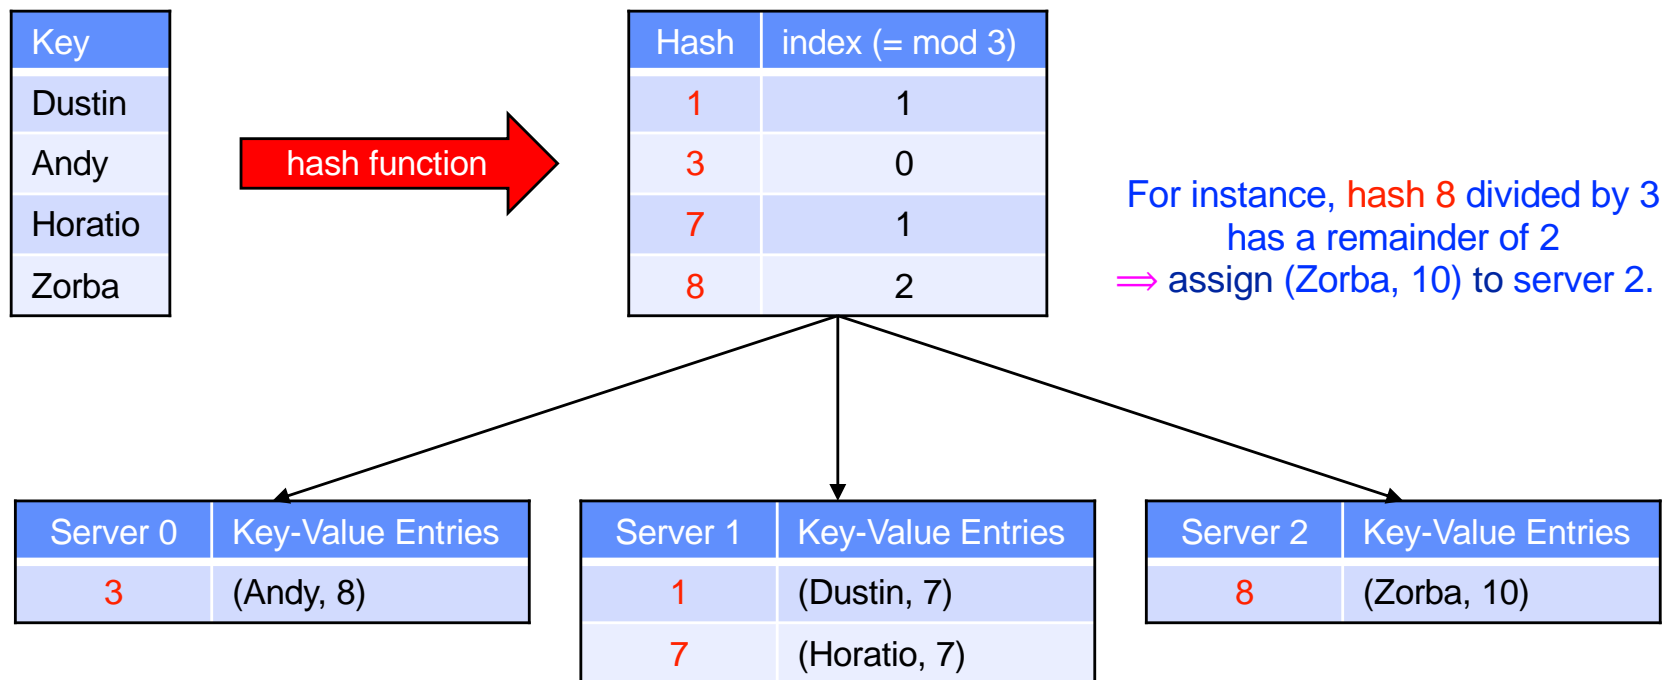 Key
Dustin
Andy
Horatio
Zorba
hash function
Hash index (= mod 3)
1 1
3 0
7 1
8 2
For instance, hash 8 divided by 3
has a remainder of 2
⟹ assign (Zorba, 10) to server 2.
Server 0 Key-Value Entries
3 (Andy, 8)
Server 1 Key-Value Entries
1 (Dustin, 7)
7 (Horatio, 7)
Server 2 Key-Value Entries
8 (Zorba, 10)